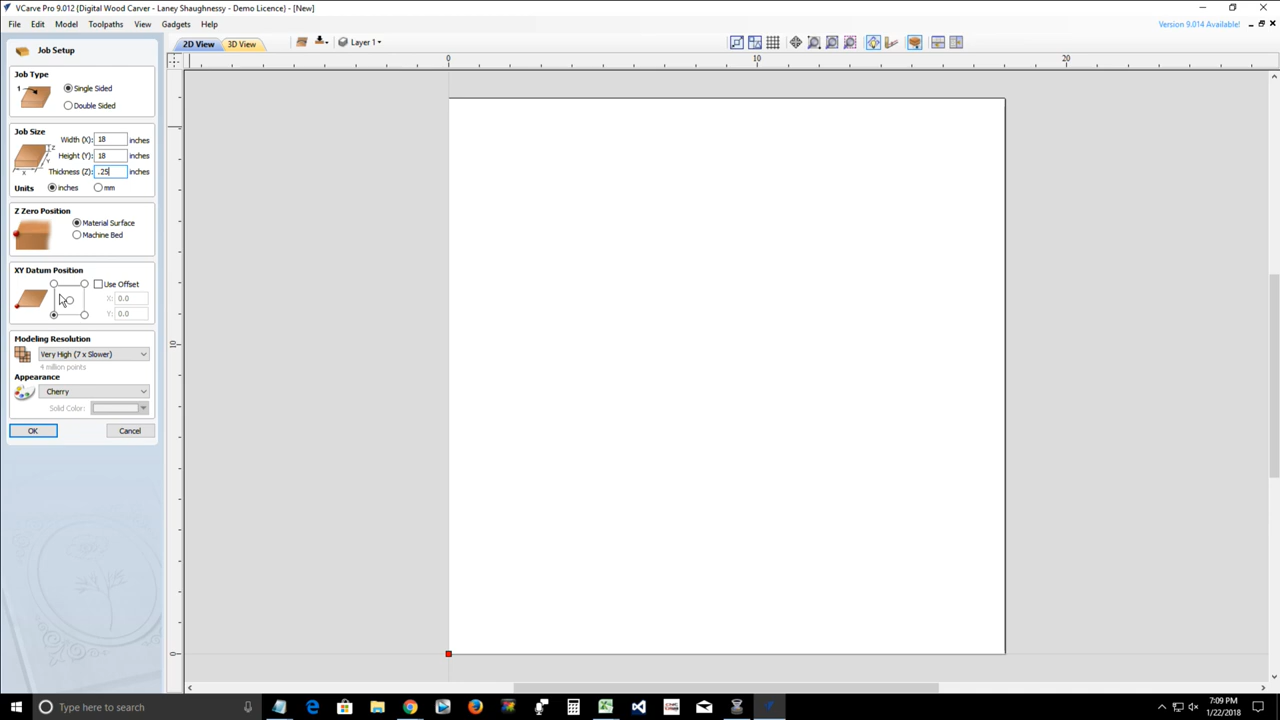 VCarve Pro 9.012 {Digital Wood Carver - Laney Shaughnessy - Demo Licence} - [New]
File Edit Model Toolpaths View Gadgets Help
Version 9.014 Available!
2D View 3D View Layer 1
Job Setup
0 10 20
Job Type
1
Single Sided
Double Sided
Job Size
Width (X): 18 inches
Height (Y): 18 inches
Thickness (Z): .25 inches
Z
Y
X
Units inches mm
Z Zero Position
Material Surface
Machine Bed
XY Datum Position
Use Offset
X: 0.0
Y: 0.0
Modeling Resolution
Very High (7 x Slower)
4 million points
Appearance
Cherry
Solid Color:
OK Cancel
10
0
Type here to search
7:09 PM
1/22/2018